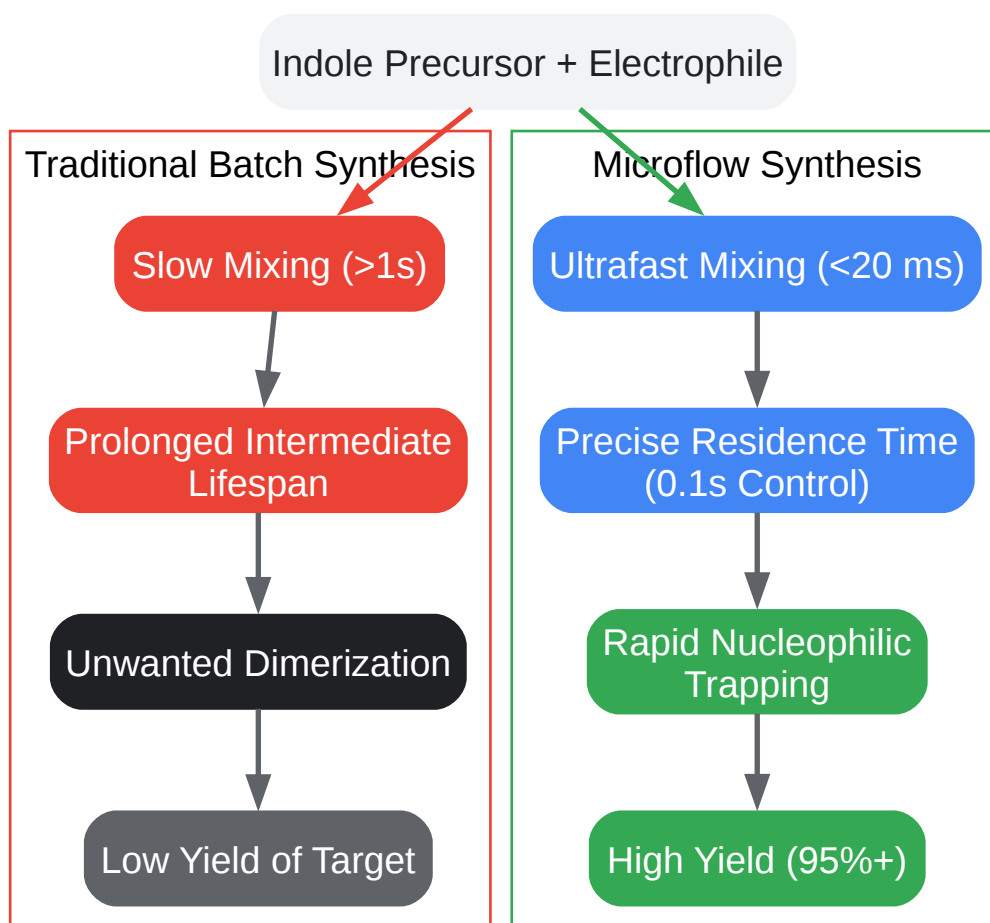 Indole Precursor + Electrophile
Traditional Batch Synthesis
Slow Mixing (>1s)
Prolonged Intermediate
Lifespan
Unwanted Dimerization
Low Yield of Target
Microflow Synthesis
Ultrafast Mixing (<20 ms)
Precise Residence Time
(0.1s Control)
Rapid Nucleophilic
Trapping
High Yield (95%+)